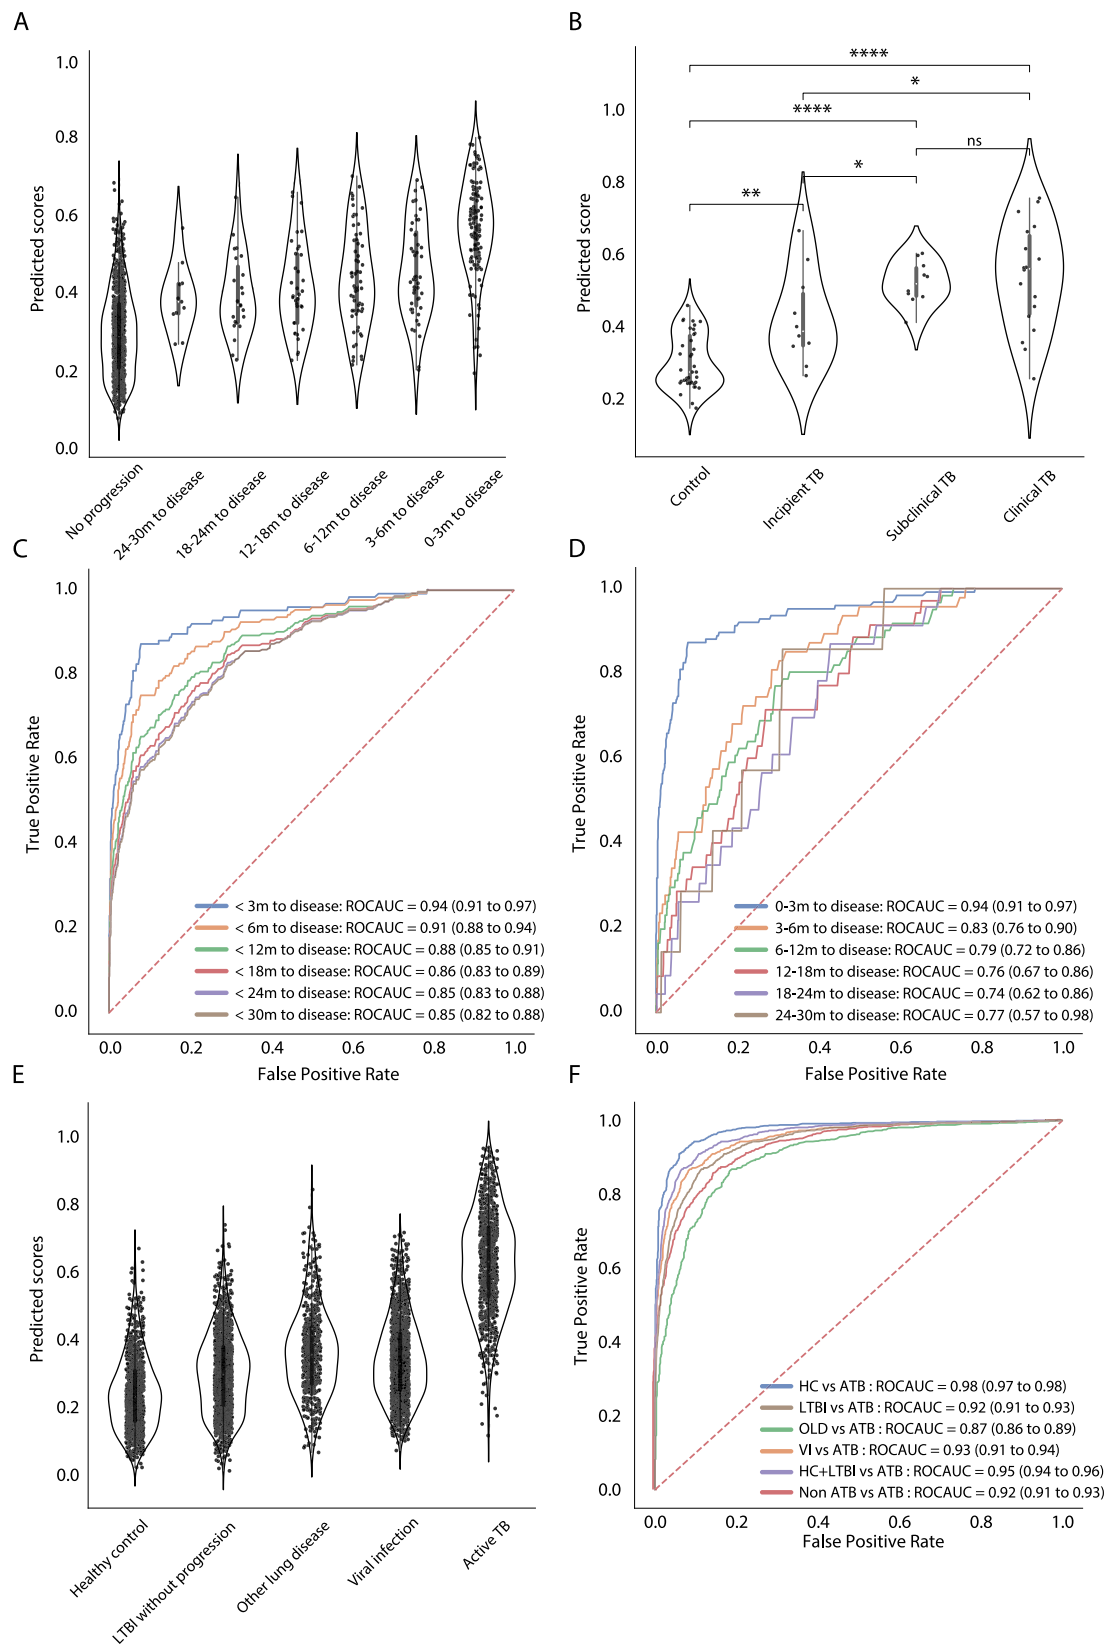 A
Predicted scores
1.0
0.8
0.6
0.4
0.2
0.0
No progression
24-30m to disease
18-24m to disease
12-18m to disease
6-12m to disease
3-6m to disease
0-3m to disease
B
Predicted score
1.0
0.8
0.6
0.4
0.2
****
*
****
ns
*
**
Control
Incipient TB
Subclinical TB
Clinical TB
C
True Positive Rate
1.0
0.8
0.6
0.4
0.2
0.0
< 3m to disease: ROCAUC = 0.94 (0.91 to 0.97)
< 6m to disease: ROCAUC = 0.91 (0.88 to 0.94)
< 12m to disease: ROCAUC = 0.88 (0.85 to 0.91)
< 18m to disease: ROCAUC = 0.86 (0.83 to 0.89)
< 24m to disease: ROCAUC = 0.85 (0.83 to 0.88)
< 30m to disease: ROCAUC = 0.85 (0.82 to 0.88)
0.0 0.2 0.4 0.6 0.8 1.0
False Positive Rate
D
True Positive Rate
1.0
0.8
0.6
0.4
0.2
0.0
0-3m to disease: ROCAUC = 0.94 (0.91 to 0.97)
3-6m to disease: ROCAUC = 0.83 (0.76 to 0.90)
6-12m to disease: ROCAUC = 0.79 (0.72 to 0.86)
12-18m to disease: ROCAUC = 0.76 (0.67 to 0.86)
18-24m to disease: ROCAUC = 0.74 (0.62 to 0.86)
24-30m to disease: ROCAUC = 0.77 (0.57 to 0.98)
0.0 0.2 0.4 0.6 0.8 1.0
False Positive Rate
E
Predicted scores
1.0
0.8
0.6
0.4
0.2
0.0
Healthy control
LTBI without progression
Other lung disease
Viral infection
Active TB
F
True Positive Rate
1.0
0.8
0.6
0.4
0.2
0.0
HC vs ATB : ROCAUC = 0.98 (0.97 to 0.98)
LTBI vs ATB : ROCAUC = 0.92 (0.91 to 0.93)
OLD vs ATB : ROCAUC = 0.87 (0.86 to 0.89)
VI vs ATB : ROCAUC = 0.93 (0.91 to 0.94)
HC+LTBI vs ATB : ROCAUC = 0.95 (0.94 to 0.96)
Non ATB vs ATB : ROCAUC = 0.92 (0.91 to 0.93)
0.0 0.2 0.4 0.6 0.8 1.0
False Positive Rate